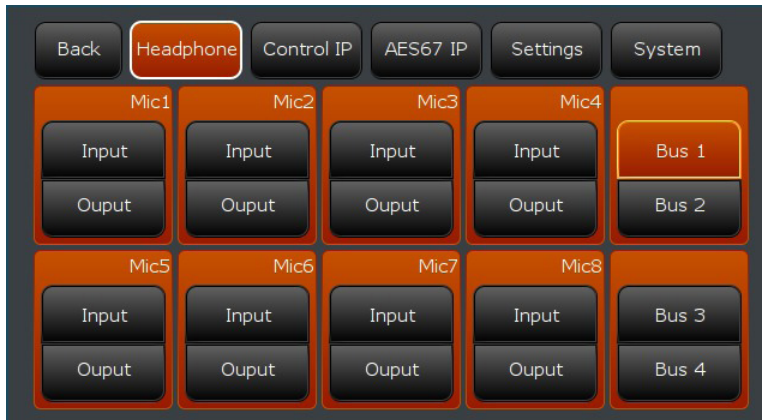 Back Headphone Control IP AES67 IP Settings System
Mic1 Mic2 Mic3 Mic4
Input Input Input Input Bus 1
Ouput Ouput Ouput Ouput Bus 2
Mic5 Mic6 Mic7 Mic8
Input Input Input Input Bus 3
Ouput Ouput Ouput Ouput Bus 4